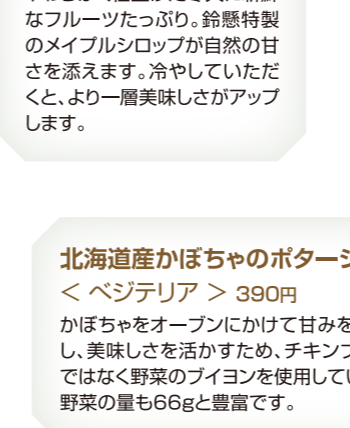 なフルーツたっぷり。鈴懸特製
のメイプルシロップが自然の甘
さを添えます。冷やしていただ
くと、より一層美味しさがアップ
します。
北海道産かぼちゃのポタージ
＜ ベジテリア ＞ 390円
かぼちゃをオーブンにかけて甘みを
し、美味しさを活かすため、チキンブ
ではなく野菜のブイヨンを使用してい
野菜の量も66gと豊富です。